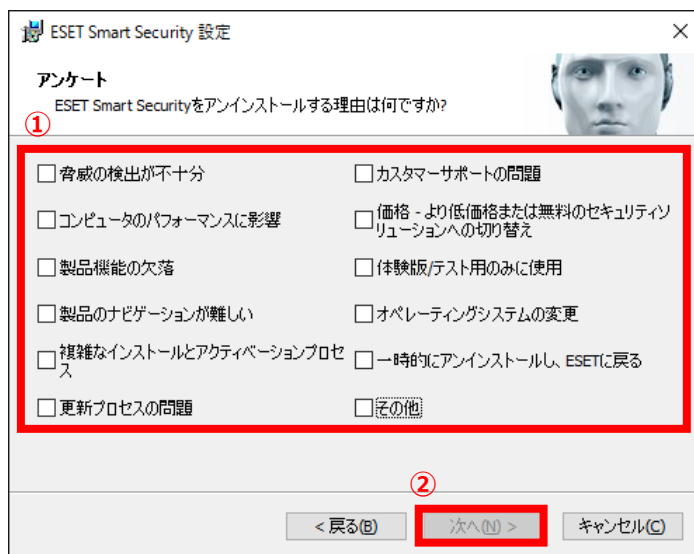 ESET Smart Security 設定
アンケート
ESET Smart Securityをアンインストールする理由は何ですか?
①
脅威の検出が不十分
カスタマーサポートの問題
コンピュータのパフォーマンスに影響
価格 - より低価格または無料のセキュリティソ
リューションへの切り替え
製品機能の欠落
体験版/テスト用のみに使用
製品のナビゲーションが難しい
オペレーティングシステムの変更
複雑なインストールとアクティベーションプロセ
ス
一時的にアンインストールし、ESETに戻る
更新プロセスの問題
その他
②
< 戻る(B)
次へ(N) >
キャンセル(C)